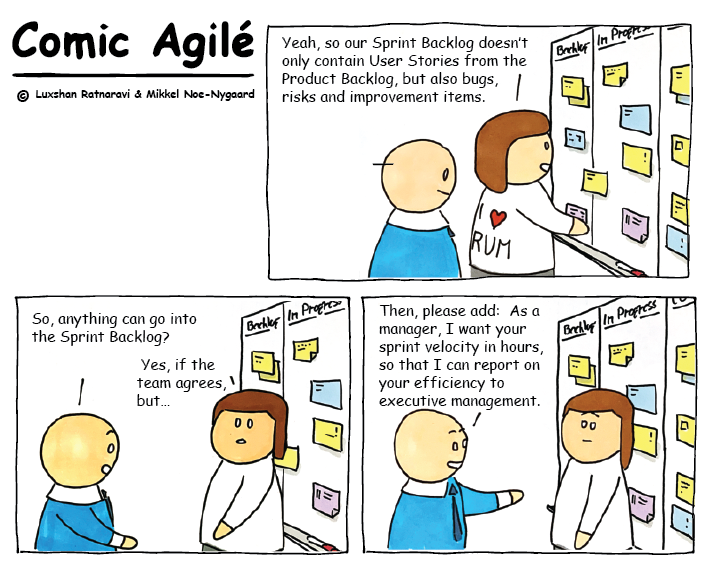 Comic Agilé
© Luxshan Ratnaravi & Mikkel Noe-Nygaard
Yeah, so our Sprint Backlog doesn't
only contain User Stories from the
Product Backlog, but also bugs,
risks and improvement items.
Backlog
In Progress
I ❤
RUM
So, anything can go into
the Sprint Backlog?
Yes, if the
team agrees,
but...
Backlog
In Progress
Then, please add: As a
manager, I want your
sprint velocity in hours,
so that I can report on
your efficiency to
executive management.
Backlog
In Progress